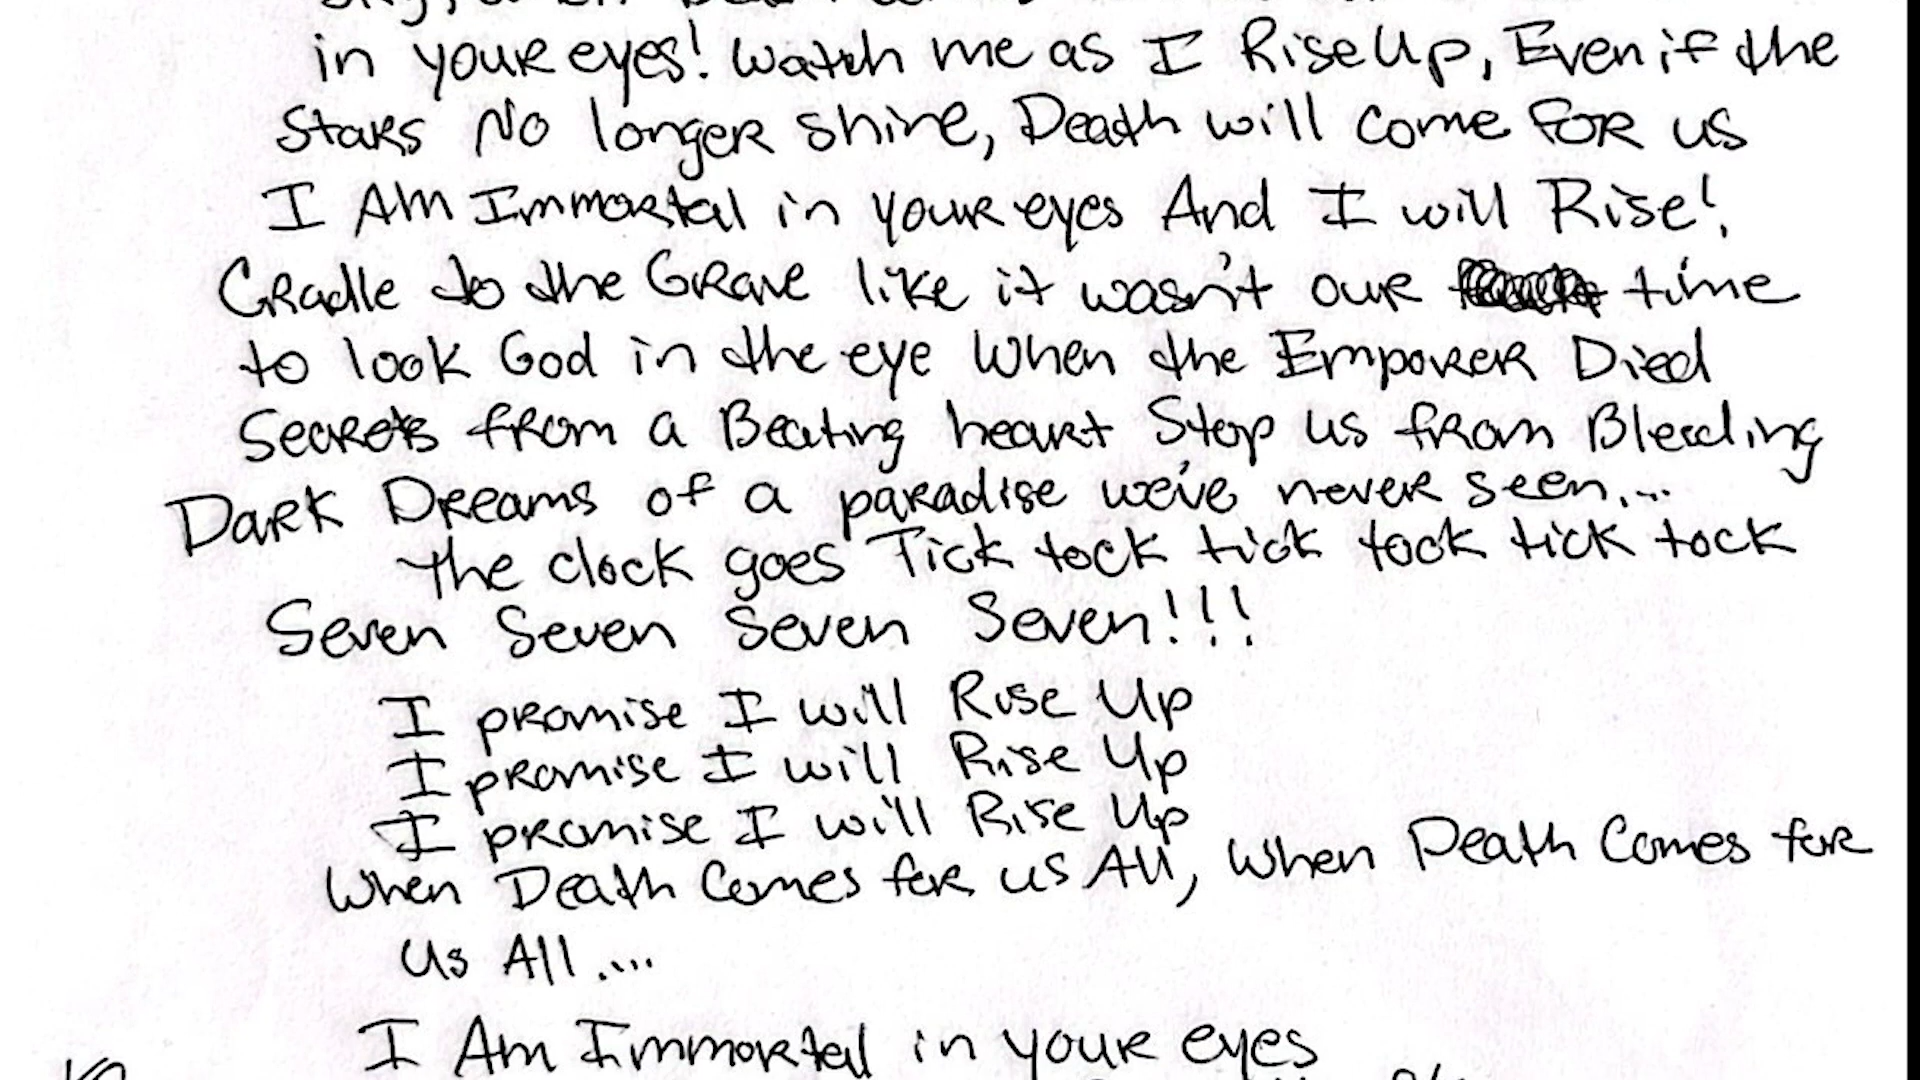 in your eyes! Watch me as I Rise Up, Even if the
Stars No longer shine, Death will come for us
I Am Immortal in your eyes And I will Rise!
Cradle to the Grave like it wasn't our time
to look God in the eye When the Emporer Died
Secrets from a Beating heart Stop us from Bleeding
Dark Dreams of a paradise we've never seen....
the clock goes Tick tock tick tock tick tock
Seven Seven Seven Seven!!!
I promise I will Rise Up
I promise I will Rise Up
I promise I will Rise Up
When Death Comes for us All, When Death Comes for
Us All....
I Am Immortal in your eyes